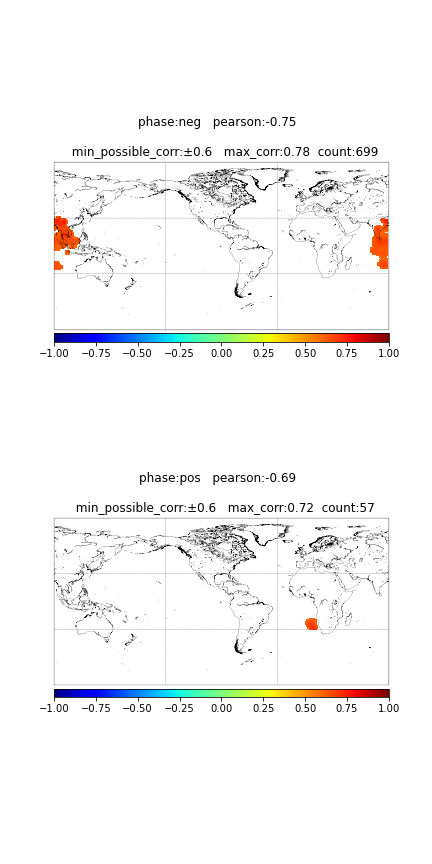 phase:neg   pearson:-0.75
min_possible_corr:±0.6   max_corr:0.78  count:699
−1.00 −0.75 −0.50 −0.25 0.00 0.25 0.50 0.75 1.00
phase:pos   pearson:-0.69
min_possible_corr:±0.6   max_corr:0.72  count:57
−1.00 −0.75 −0.50 −0.25 0.00 0.25 0.50 0.75 1.00